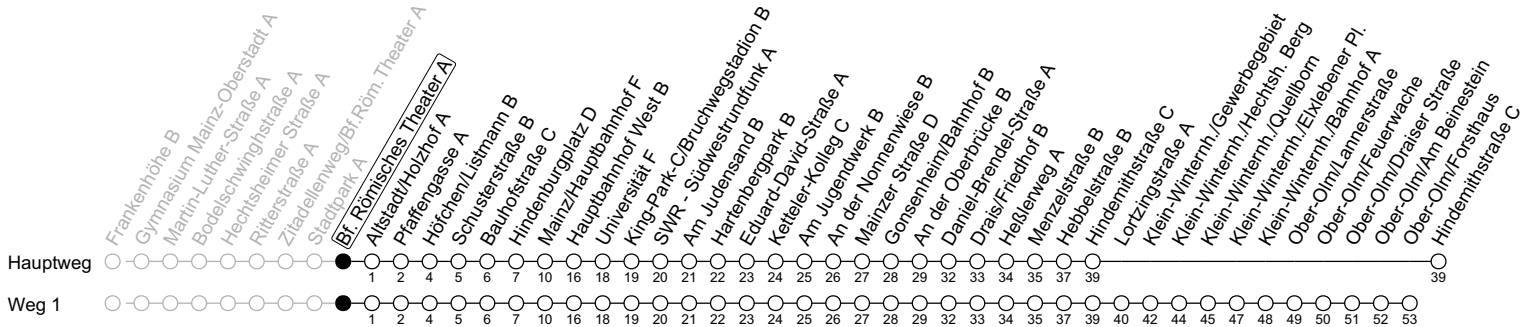 Frankenhöhe B
Gymnasium Mainz-Oberstadt A
Martin-Luther-Straße A
Bodelschwinghstraße A
Hechtsheimer Straße A
Ritterstraße A
Zitadellenweg/Bf.Röm. Theater A
Stadtpark A
Bf. Römisches Theater A
Altstadt/Holzhof A
Pfaffengasse A
Höfchen/Listmann B
Schusterstraße B
Bauhofstraße C
Hindenburgplatz D
Mainz/Hauptbahnhof F
Hauptbahnhof West B
Universität F
King-Park-C/Bruchwegstadion B
SWR - Südwestrundfunk A
Am Judensand B
Hartenbergpark B
Eduard-David-Straße A
Ketteler-Kolleg C
Am Jugendwerk B
An der Nonnenwiese B
Mainzer Straße D
Gonsenheim/Bahnhof B
An der Oberbrücke B
Daniel-Brendel-Straße A
Drais/Friedhof B
Heßlerweg A
Menzelstraße B
Hebbelstraße B
Hindemithstraße C
Lortzingstraße A
Klein-Winternh./Gewerbegebiet
Klein-Winternh./Hechtsh. Berg
Klein-Winternh./Quellborn
Klein-Winternh./Exlebener Pl.
Klein-Winternh./Bahnhof A
Ober-Olm/Lannerstraße
Ober-Olm/Feuerwache
Ober-Olm/Draiser Straße
Ober-Olm/Am Beinestein
Ober-Olm/Forsthaus
Hindemithstraße C
Hauptweg
7 1 2 4 5 6 7 10 16 18 19 20 21 22 23 24 25 26 27 28 29 32 33 34 35 37 39 39
Weg 1
1 2 4 5 6 7 10 16 18 19 20 21 22 23 24 25 26 27 28 29 32 33 34 35 37 39 40 42 44 45 47 48 49 50 51 52 53